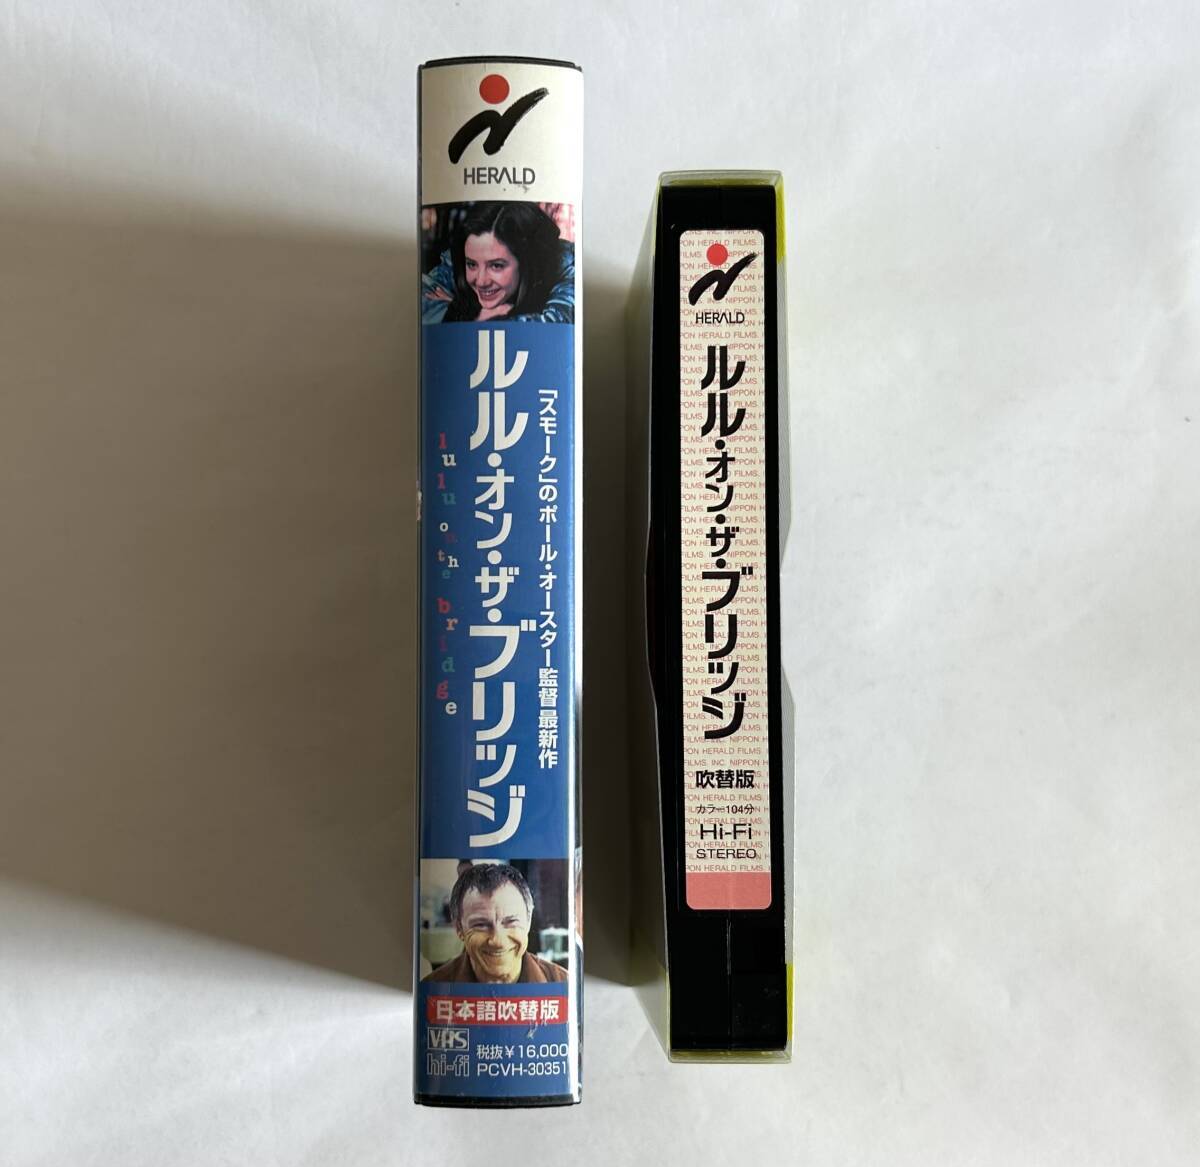 HERALD
「スモーク」のポール・オースター監督最新作
ルル・オン・ザ・ブリッジ
lulu on the bridge
日本語吹替版
VHS
hi-fi
税抜¥16,000
PCVH-30351
HERALD
ルル・オン・ザ・ブリッジ
吹替版
カラー104分
Hi-Fi
STEREO